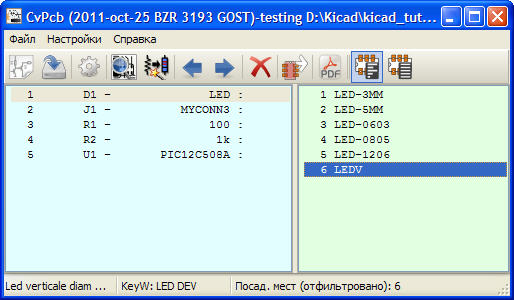 CvPcb (2011-oct-25 BZR 3193 GOST)-testing D:\Kicad\kicad_tut...
Файл Настройки Справка
PDF
1 D1 - LED :
2 J1 - MYCONN3 :
3 R1 - 100 :
4 R2 - 1k :
5 U1 - PIC12C508A :
1 LED-3MM
2 LED-5MM
3 LED-0603
4 LED-0805
5 LED-1206
6 LEDV
Led verticale diam ... KeyW: LED DEV Посад. мест (отфильтровано): 6